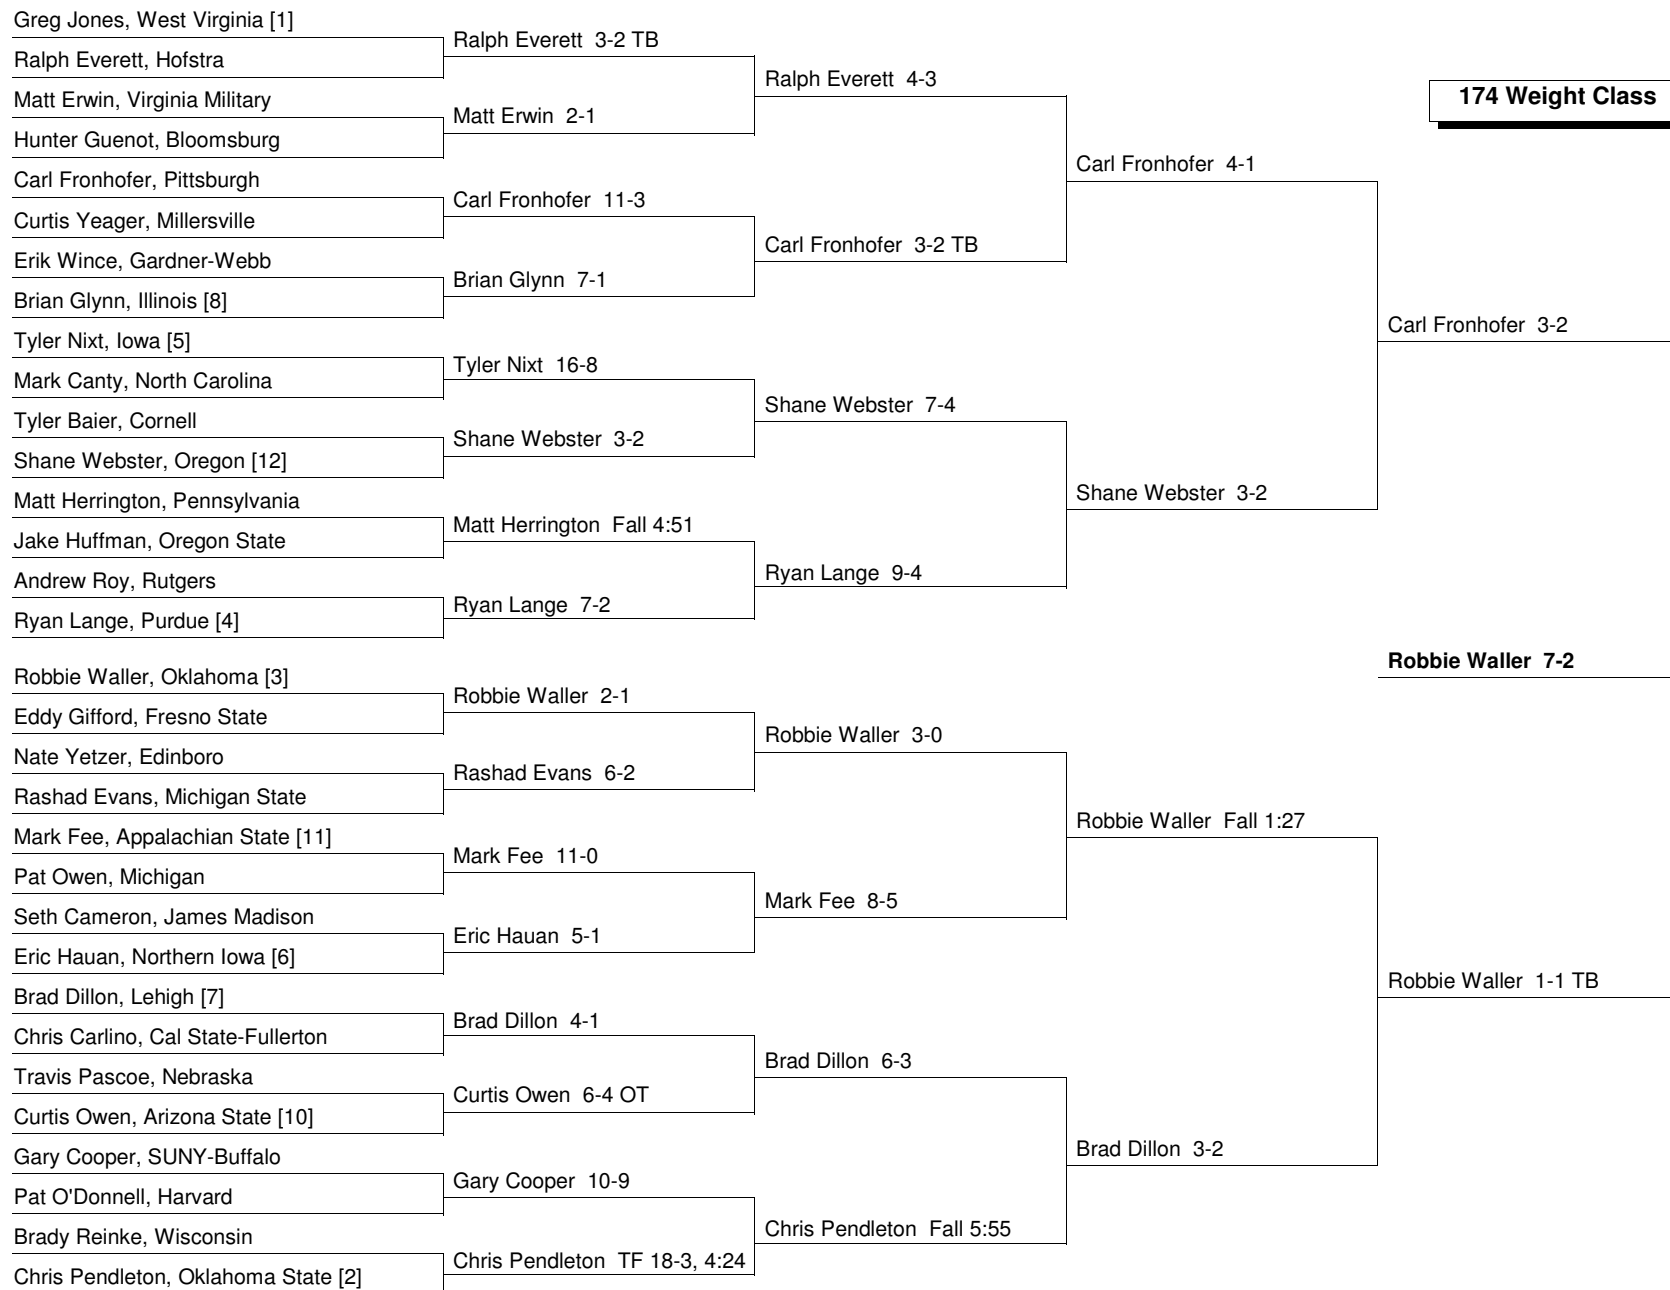 174 Weight Class
Greg Jones, West Virginia [1]
Ralph Everett, Hofstra
Matt Erwin, Virginia Military
Hunter Guenot, Bloomsburg
Carl Fronhofer, Pittsburgh
Curtis Yeager, Millersville
Erik Wince, Gardner-Webb
Brian Glynn, Illinois [8]
Tyler Nixt, Iowa [5]
Mark Canty, North Carolina
Tyler Baier, Cornell
Shane Webster, Oregon [12]
Matt Herrington, Pennsylvania
Jake Huffman, Oregon State
Andrew Roy, Rutgers
Ryan Lange, Purdue [4]
Robbie Waller, Oklahoma [3]
Eddy Gifford, Fresno State
Nate Yetzer, Edinboro
Rashad Evans, Michigan State
Mark Fee, Appalachian State [11]
Pat Owen, Michigan
Seth Cameron, James Madison
Eric Hauan, Northern Iowa [6]
Brad Dillon, Lehigh [7]
Chris Carlino, Cal State-Fullerton
Travis Pascoe, Nebraska
Curtis Owen, Arizona State [10]
Gary Cooper, SUNY-Buffalo
Pat O'Donnell, Harvard
Brady Reinke, Wisconsin
Chris Pendleton, Oklahoma State [2]
Ralph Everett 3-2 TB
Matt Erwin 2-1
Carl Fronhofer 11-3
Brian Glynn 7-1
Tyler Nixt 16-8
Shane Webster 3-2
Matt Herrington Fall 4:51
Ryan Lange 7-2
Robbie Waller 2-1
Rashad Evans 6-2
Mark Fee 11-0
Eric Hauan 5-1
Brad Dillon 4-1
Curtis Owen 6-4 OT
Gary Cooper 10-9
Chris Pendleton TF 18-3, 4:24
Ralph Everett 4-3
Carl Fronhofer 3-2 TB
Shane Webster 7-4
Ryan Lange 9-4
Robbie Waller 3-0
Mark Fee 8-5
Brad Dillon 6-3
Chris Pendleton Fall 5:55
Carl Fronhofer 4-1
Shane Webster 3-2
Robbie Waller Fall 1:27
Brad Dillon 3-2
Carl Fronhofer 3-2
Robbie Waller 7-2
Robbie Waller 1-1 TB